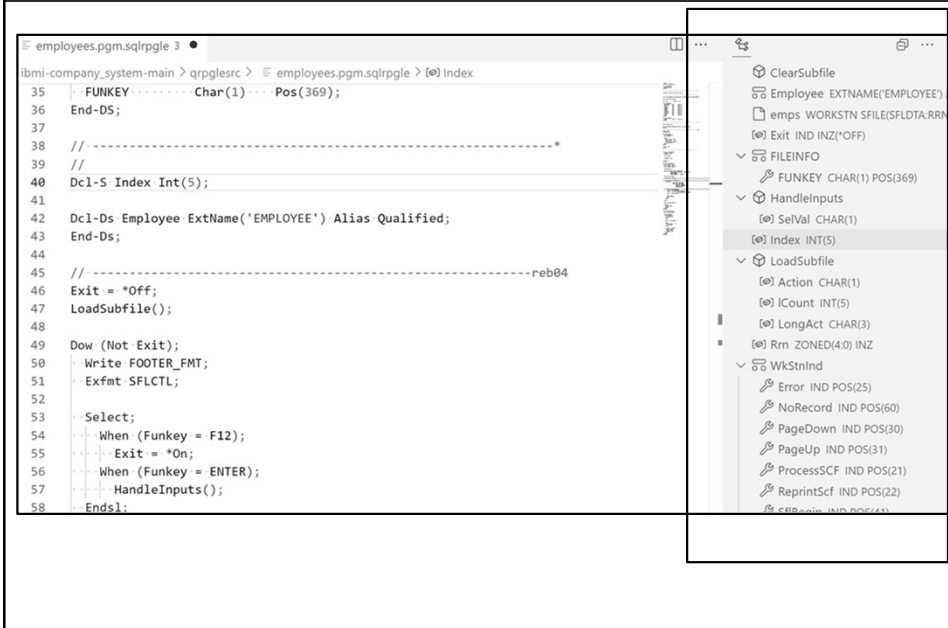 employees.pgm.sqlrpgle 3 ●
ibmi-company_system-main > qrpglesrc > employees.pgm.sqlrpgle > Index
35 FUNKEY Char(1) Pos(369);
36 End-DS;
37
38 // --------------------------------------------------------------*
39 //
40 Dcl-S Index Int(5);
41
42 Dcl-Ds Employee ExtName('EMPLOYEE') Alias Qualified;
43 End-Ds;
44
45 // -----------------------------------------------------------reb04
46 Exit = *Off;
47 LoadSubfile();
48
49 Dow (Not Exit);
50 Write FOOTER_FMT;
51 Exfmt SFLCTL;
52
53 Select;
54 When (Funkey = F12);
55 Exit = *On;
56 When (Funkey = ENTER);
57 HandleInputs();
58 Endsl;
ClearSubfile
Employee EXTNAME('EMPLOYEE')
emps WORKSTN SFILE(SFLDTA:RRN
Exit IND INZ(*OFF)
FILEINFO
FUNKEY CHAR(1) POS(369)
HandleInputs
SelVal CHAR(1)
Index INT(5)
LoadSubfile
Action CHAR(1)
lCount INT(5)
LongAct CHAR(3)
Rrn ZONED(4:0) INZ
WkStnInd
Error IND POS(25)
NoRecord IND POS(60)
PageDown IND POS(30)
PageUp IND POS(31)
ProcessSCF IND POS(21)
ReprintScf IND POS(22)
SflBegin IND POS(41)